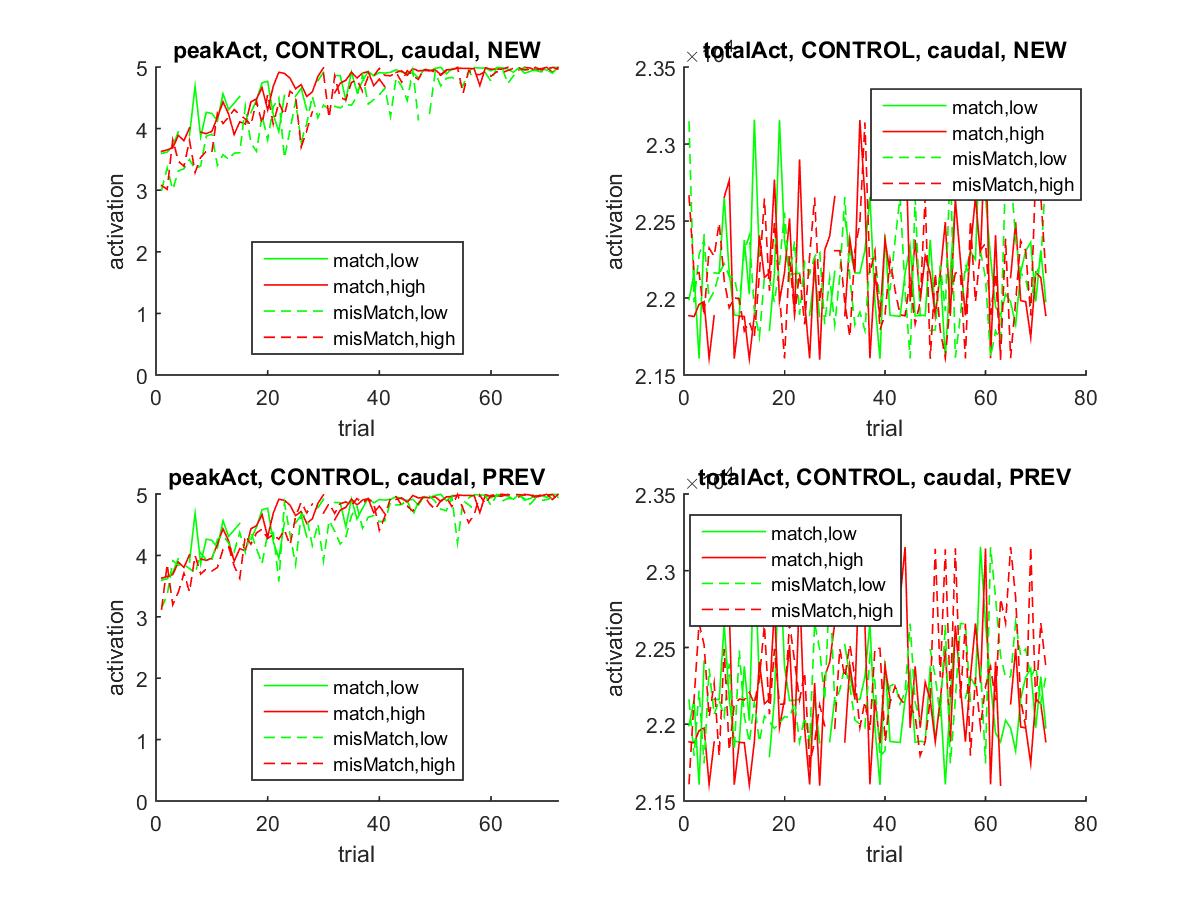 peakAct, CONTROL, caudal, NEW
5
4
3
2
1
0
activation
match,low
match,high
misMatch,low
misMatch,high
0 20 40 60
trial
totalAct, CONTROL, caudal, NEW
2.35
2.3
2.25
2.2
2.15
activation
match,low
match,high
misMatch,low
misMatch,high
0 20 40 60 80
trial
peakAct, CONTROL, caudal, PREV
5
4
3
2
1
0
activation
match,low
match,high
misMatch,low
misMatch,high
0 20 40 60
trial
totalAct, CONTROL, caudal, PREV
2.35
2.3
2.25
2.2
2.15
activation
match,low
match,high
misMatch,low
misMatch,high
0 20 40 60 80
trial